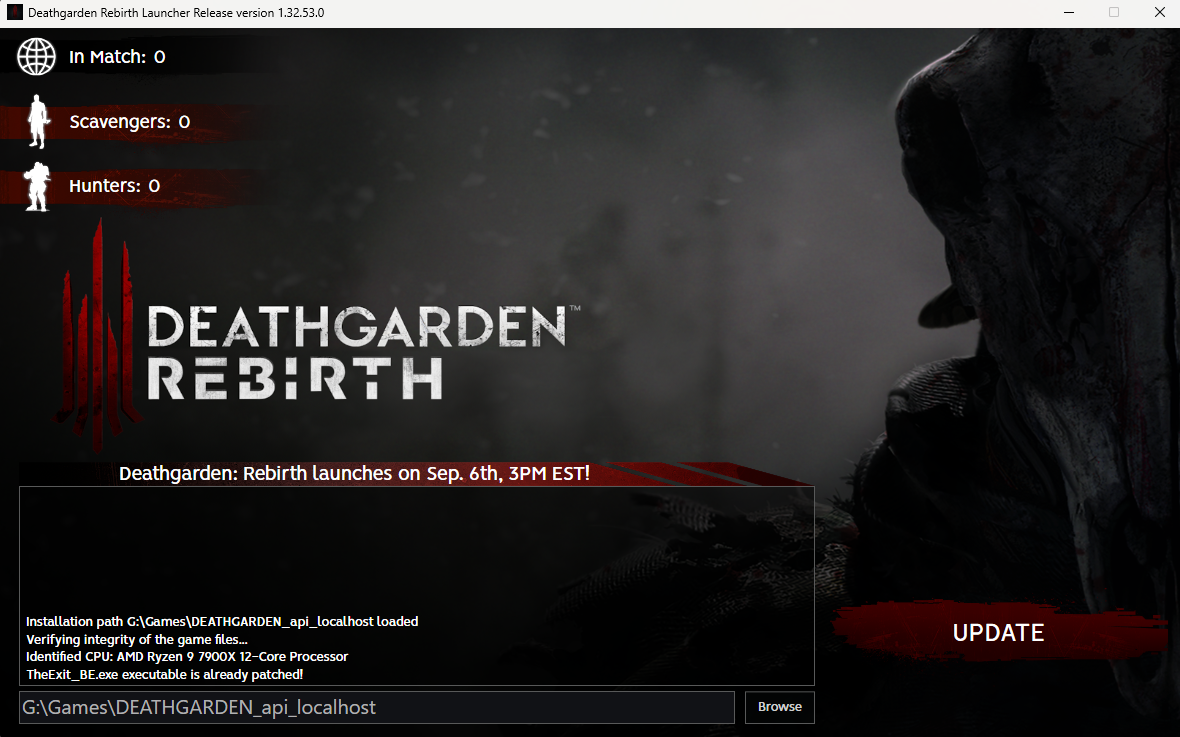 Deathgarden Rebirth Launcher Release version 1.32.53.0
In Match: 0
Scavengers: 0
Hunters: 0
DEATHGARDEN™
REBIRTH
Deathgarden: Rebirth launches on Sep. 6th, 3PM EST!
Installation path G:\Games\DEATHGARDEN_api_localhost loaded
Verifying integrity of the game files...
Identified CPU: AMD Ryzen 9 7900X 12-Core Processor
TheExit_BE.exe executable is already patched!
UPDATE
G:\Games\DEATHGARDEN_api_localhost
Browse